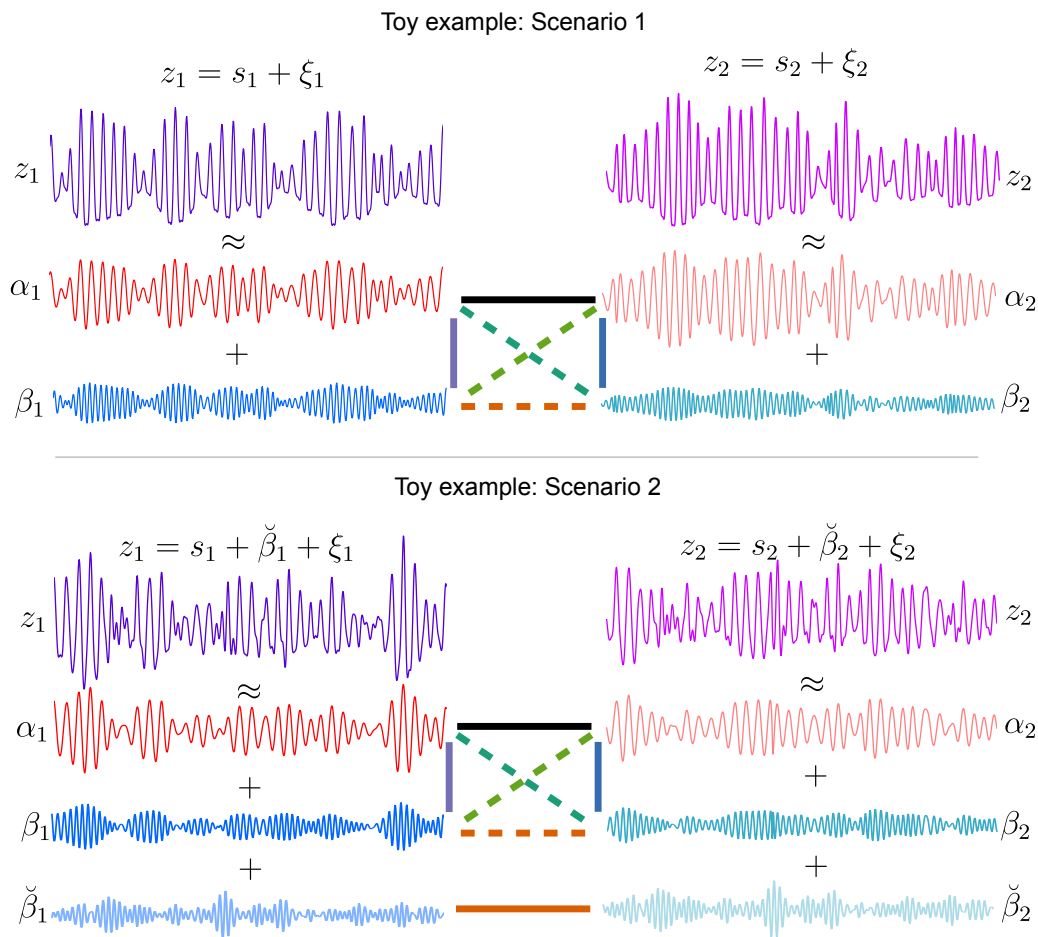 Toy example: Scenario 1
z₁ = s₁ + ξ₁
z₂ = s₂ + ξ₂
z₁
z₂
≈
≈
α₁
α₂
+
+
β₁
β₂
Toy example: Scenario 2
z₁ = s₁ + β̆₁ + ξ₁
z₂ = s₂ + β̆₂ + ξ₂
z₁
z₂
≈
≈
α₁
α₂
+
+
β₁
β₂
+
+
β̆₁
β̆₂